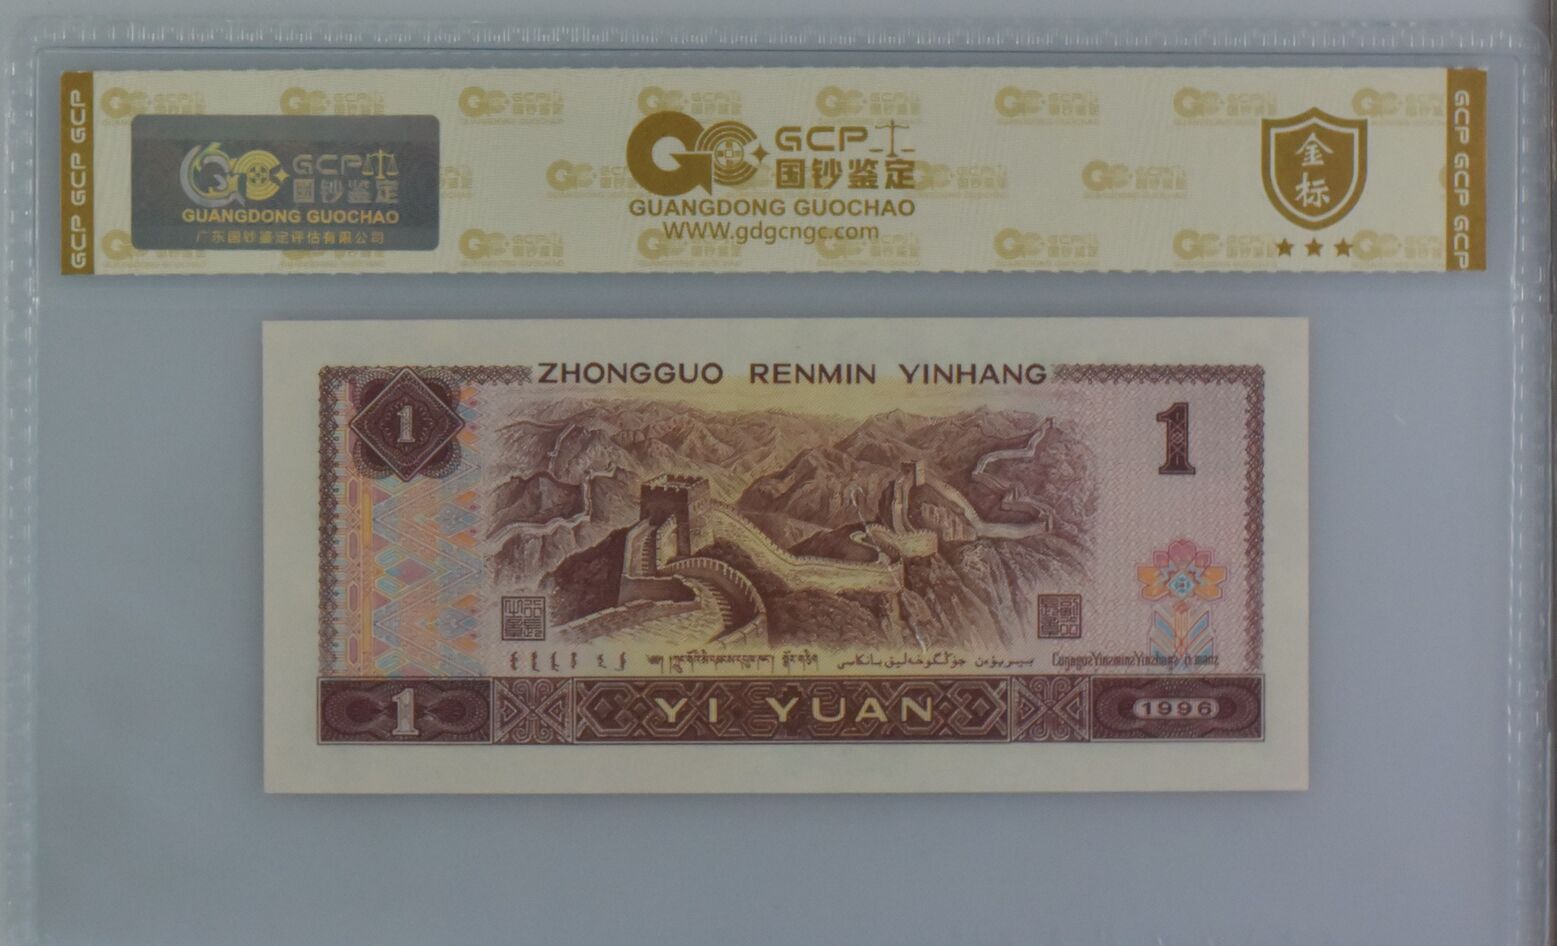 GCP GCP GCP
GCP
国钞鉴定
GUANGDONG GUOCHAO
广东国钞鉴定评估有限公司
GCP
国钞鉴定
GUANGDONG GUOCHAO
WWW.gdgcngc.com
金标
GCP GCP GCP
ZHONGGUO RENMIN YINHANG
1
1
1 YI YUAN 1996